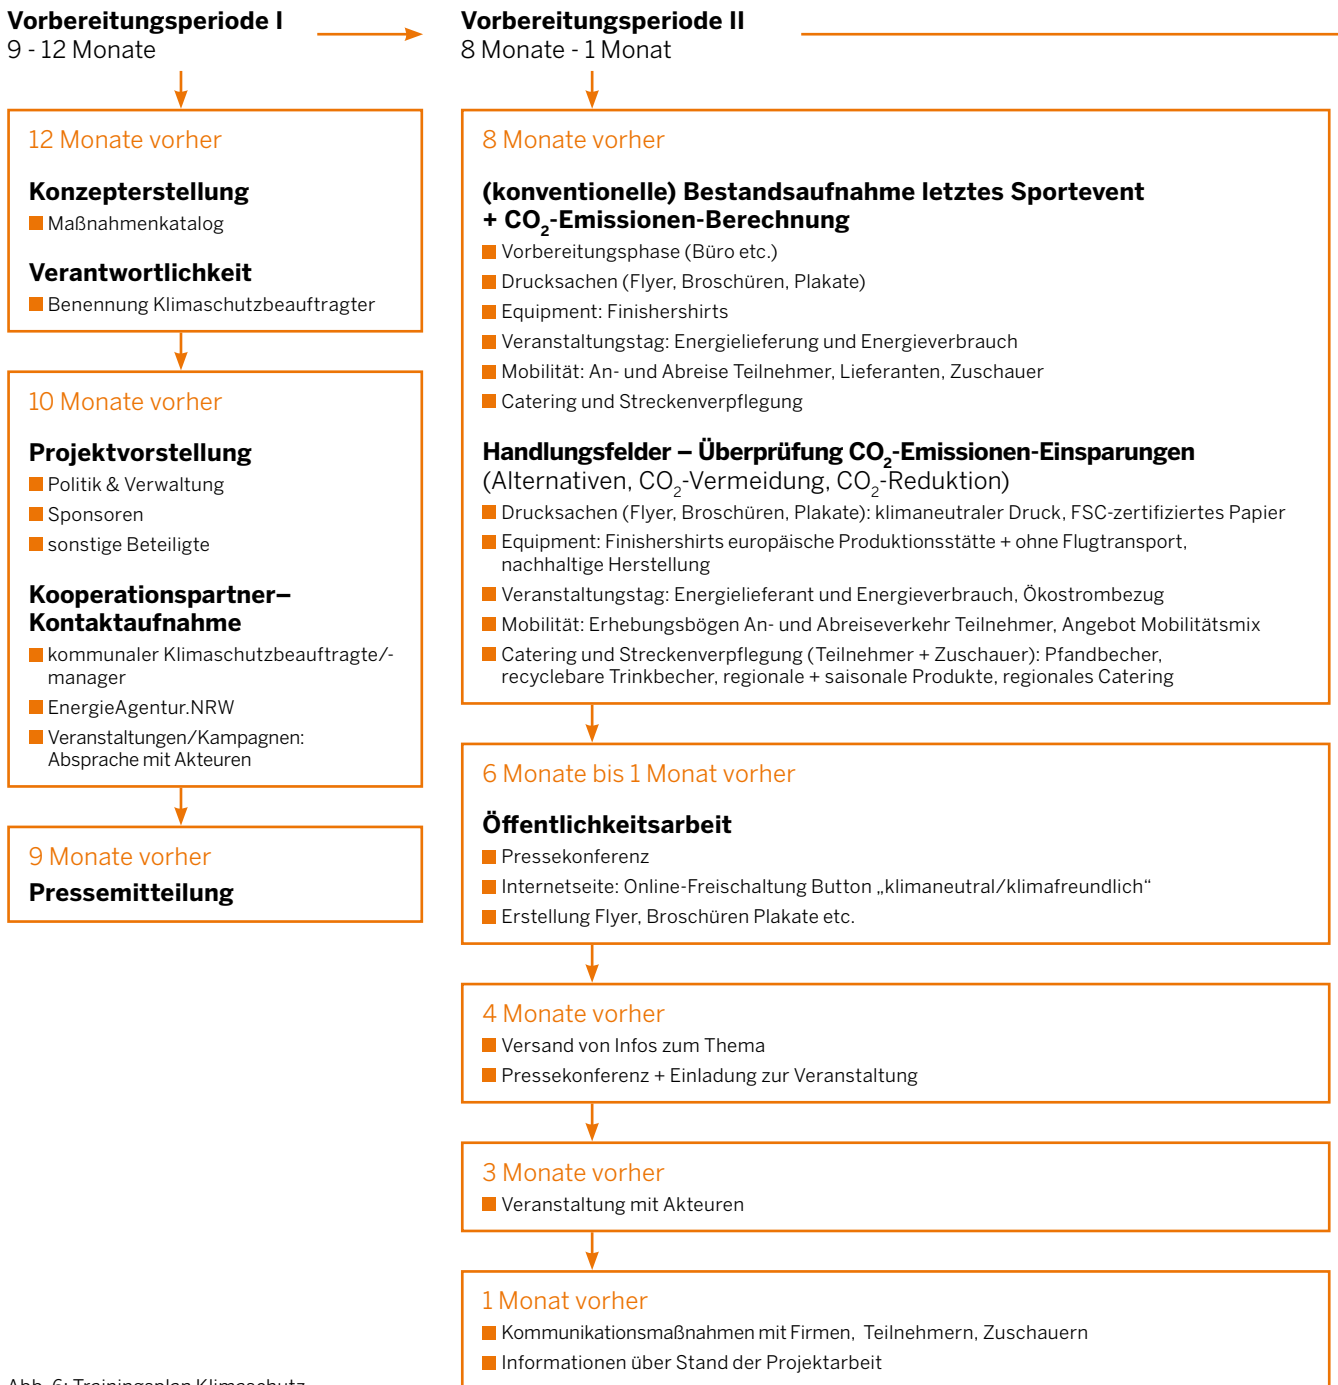 Vorbereitungsperiode I
9 - 12 Monate
12 Monate vorher
Konzepterstellung
Maßnahmenkatalog
Verantwortlichkeit
Benennung Klimaschutzbeauftragter
10 Monate vorher
Projektvorstellung
Politik & Verwaltung
Sponsoren
sonstige Beteiligte
Kooperationspartner–
Kontaktaufnahme
kommunaler Klimaschutzbeauftragte/-
manager
EnergieAgentur.NRW
Veranstaltungen/Kampagnen:
Absprache mit Akteuren
9 Monate vorher
Pressemitteilung
Vorbereitungsperiode II
8 Monate - 1 Monat
8 Monate vorher
(konventionelle) Bestandsaufnahme letztes Sportevent
+ CO₂-Emissionen-Berechnung
Vorbereitungsphase (Büro etc.)
Drucksachen (Flyer, Broschüren, Plakate)
Equipment: Finishershirts
Veranstaltungstag: Energielieferung und Energieverbrauch
Mobilität: An- und Abreise Teilnehmer, Lieferanten, Zuschauer
Catering und Streckenverpflegung
Handlungsfelder – Überprüfung CO₂-Emissionen-Einsparungen
(Alternativen, CO₂-Vermeidung, CO₂-Reduktion)
Drucksachen (Flyer, Broschüren, Plakate): klimaneutraler Druck, FSC-zertifiziertes Papier
Equipment: Finishershirts europäische Produktionsstätte + ohne Flugtransport,
nachhaltige Herstellung
Veranstaltungstag: Energielieferant und Energieverbrauch, Ökostrombezug
Mobilität: Erhebungsbögen An- und Abreiseverkehr Teilnehmer, Angebot Mobilitätsmix
Catering und Streckenverpflegung (Teilnehmer + Zuschauer): Pfandbecher,
recyclebare Trinkbecher, regionale + saisonale Produkte, regionales Catering
6 Monate bis 1 Monat vorher
Öffentlichkeitsarbeit
Pressekonferenz
Internetseite: Online-Freischaltung Button „klimaneutral/klimafreundlich“
Erstellung Flyer, Broschüren Plakate etc.
4 Monate vorher
Versand von Infos zum Thema
Pressekonferenz + Einladung zur Veranstaltung
3 Monate vorher
Veranstaltung mit Akteuren
1 Monat vorher
Kommunikationsmaßnahmen mit Firmen, Teilnehmern, Zuschauern
Informationen über Stand der Projektarbeit
Abb. 6: Trainingsplan Klimaschutz